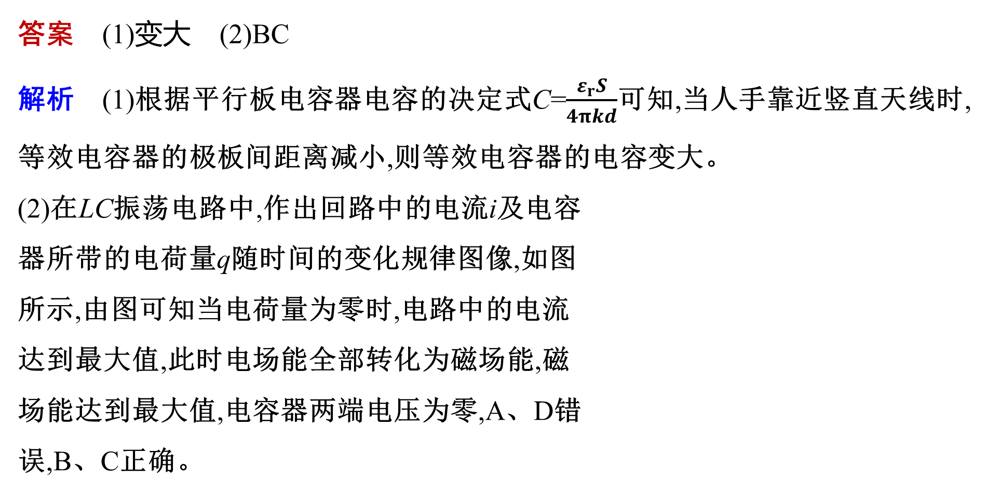 答案 (1)变大 (2)BC
解析 (1)根据平行板电容器电容的决定式C=\frac{ε_rS}{4πkd}可知,当人手靠近竖直天线时,
等效电容器的极板间距离减小,则等效电容器的电容变大。
(2)在LC振荡电路中,作出回路中的电流i及电容
器所带的电荷量q随时间的变化规律图像,如图
所示,由图可知当电荷量为零时,电路中的电流
达到最大值,此时电场能全部转化为磁场能,磁
场能达到最大值,电容器两端电压为零,A、D错
误,B、C正确。